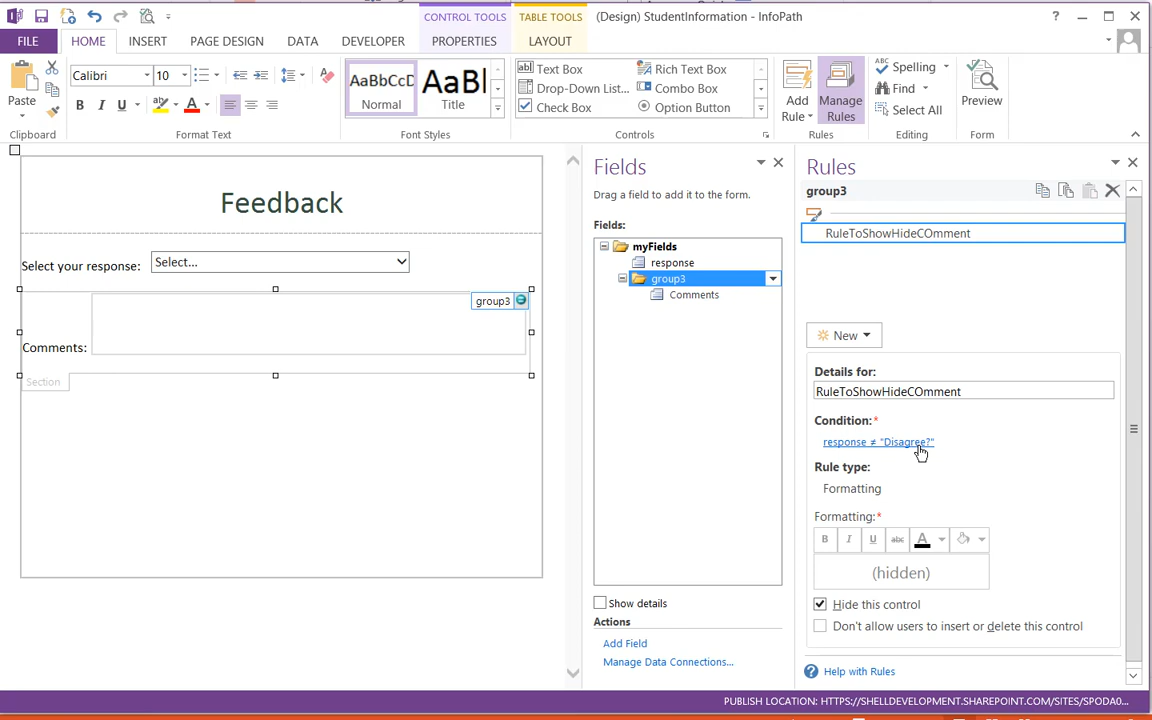 CONTROL TOOLS TABLE TOOLS (Design) StudentInformation - InfoPath ?
FILE HOME INSERT PAGE DESIGN DATA DEVELOPER PROPERTIES LAYOUT
Paste
Clipboard
Calibri 10
B I U A
Format Text
AaBbCcD
Normal
AaBl
Title
Font Styles
Text Box Rich Text Box
Drop-Down List... Combo Box
Check Box Option Button
Controls
Add Rule
Manage Rules
Rules
Spelling
Find
Select All
Editing
Preview
Form
Feedback
Select your response: Select...
group3
Comments:
Section
Fields
Drag a field to add it to the form.
Fields:
myFields
response
group3
Comments
Show details
Actions
Add Field
Manage Data Connections...
Rules
group3
RuleToShowHideCOmment
New
Details for:
RuleToShowHideCOmment
Condition:*
response ≠ "Disagree?"
Rule type:
Formatting
Formatting:*
B I U abc A
(hidden)
Hide this control
Don't allow users to insert or delete this control
? Help with Rules
PUBLISH LOCATION: HTTPS://SHELLDEVELOPMENT.SHAREPOINT.COM/SITES/SPODA0...